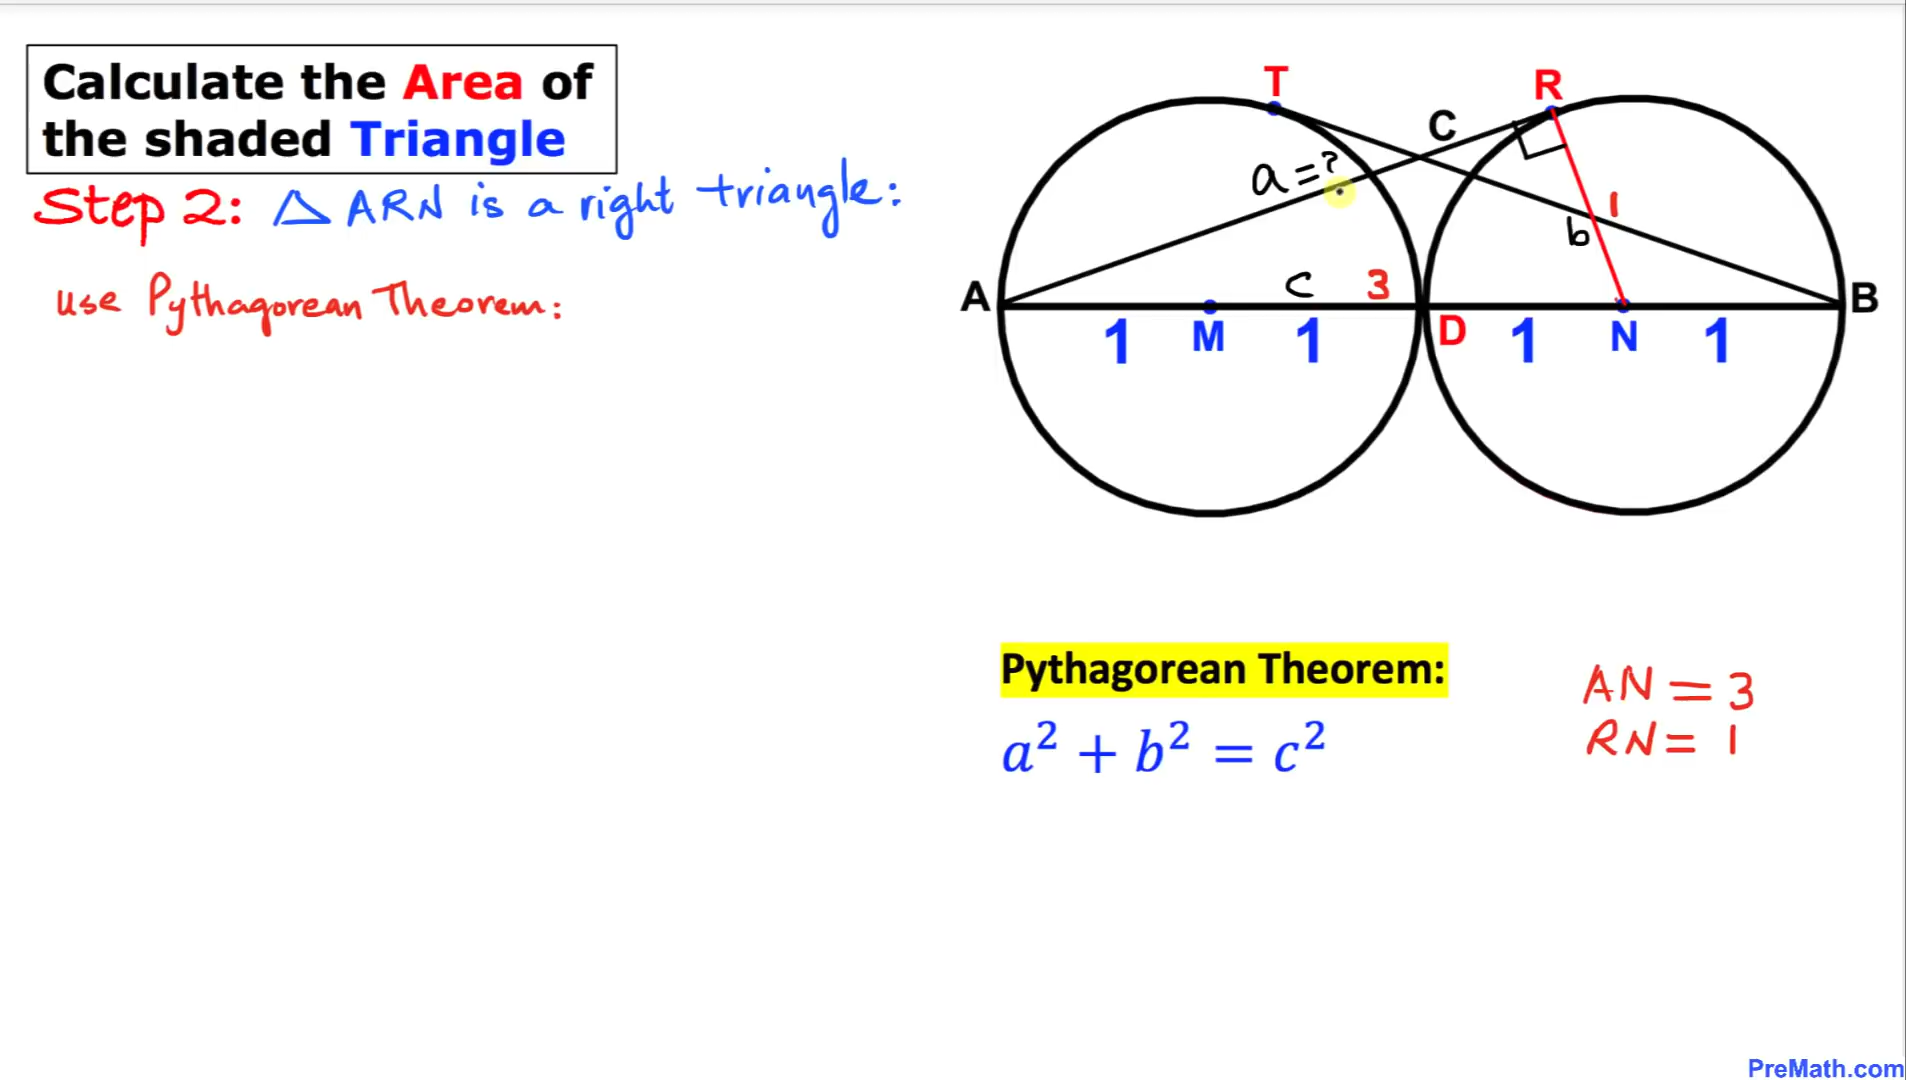 Calculate the Area of
the shaded Triangle
Step 2: △ ARN is a right triangle:
use Pythagorean Theorem:
T
R
C
a = ?
1
b
A
c
3
B
1
M
1
D
1
N
1
Pythagorean Theorem:
a² + b² = c²
AN = 3
RN = 1
PreMath.com